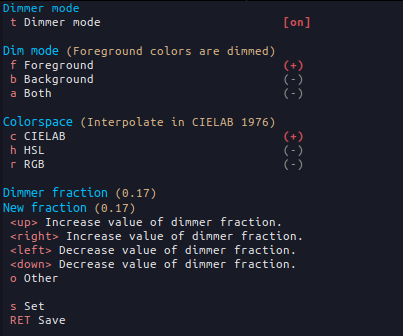 Dimmer mode
t Dimmer mode [on]
Dim mode (Foreground colors are dimmed)
f Foreground (+)
b Background (-)
a Both (-)
Colorspace (Interpolate in CIELAB 1976)
c CIELAB (+)
h HSL (-)
r RGB (-)
Dimmer fraction (0.17)
New fraction (0.17)
<up> Increase value of dimmer fraction.
<right> Increase value of dimmer fraction.
<left> Decrease value of dimmer fraction.
<down> Decrease value of dimmer fraction.
o Other
s Set
RET Save